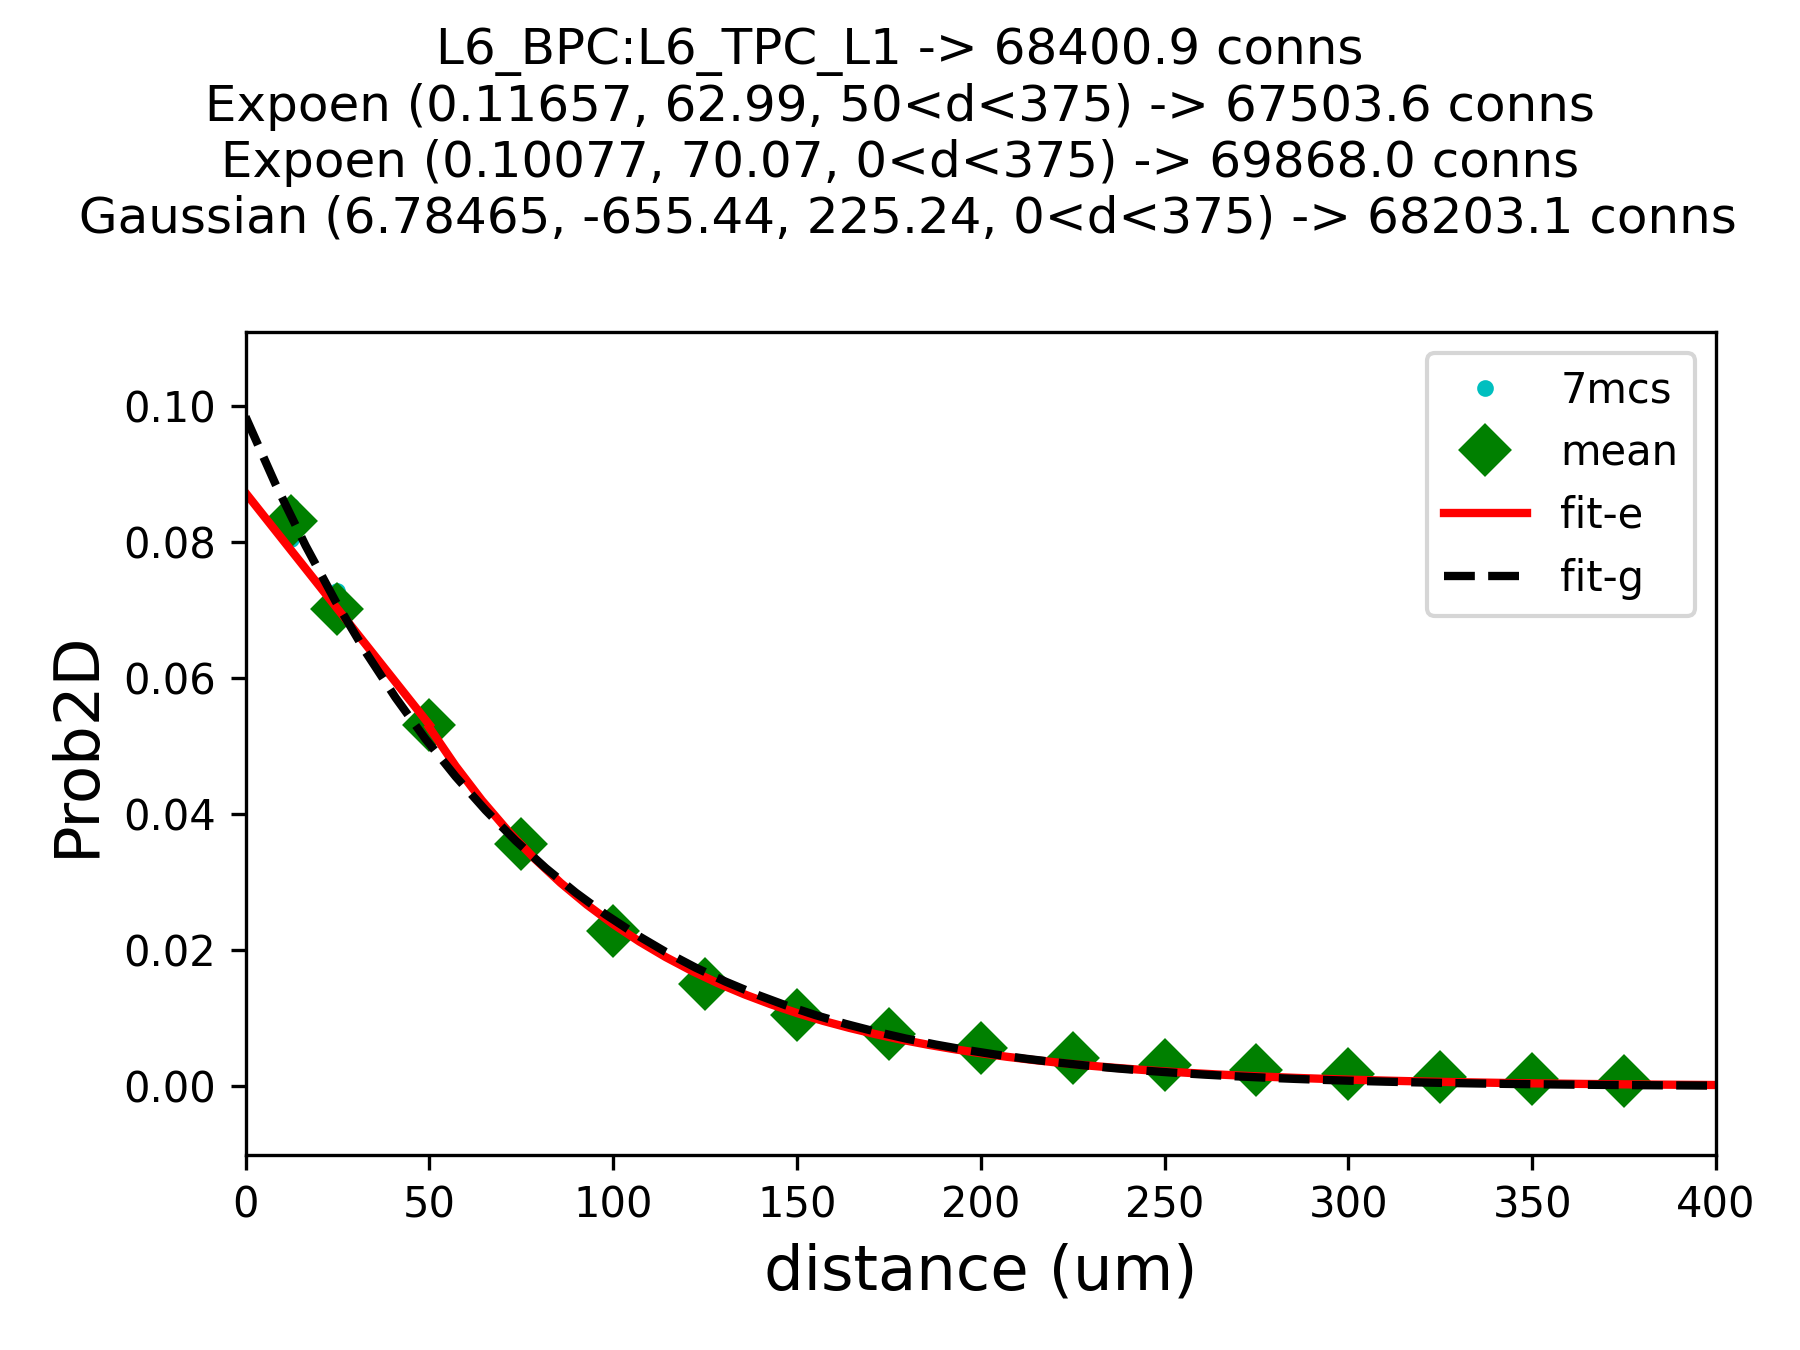 L6_BPC:L6_TPC_L1 -> 68400.9 conns
Expoen (0.11657, 62.99, 50<d<375) -> 67503.6 conns
Expoen (0.10077, 70.07, 0<d<375) -> 69868.0 conns
Gaussian (6.78465, -655.44, 225.24, 0<d<375) -> 68203.1 conns
7mcs
mean
fit-e
fit-g
Prob2D
0.10
0.08
0.06
0.04
0.02
0.00
0 50 100 150 200 250 300 350 400
distance (um)